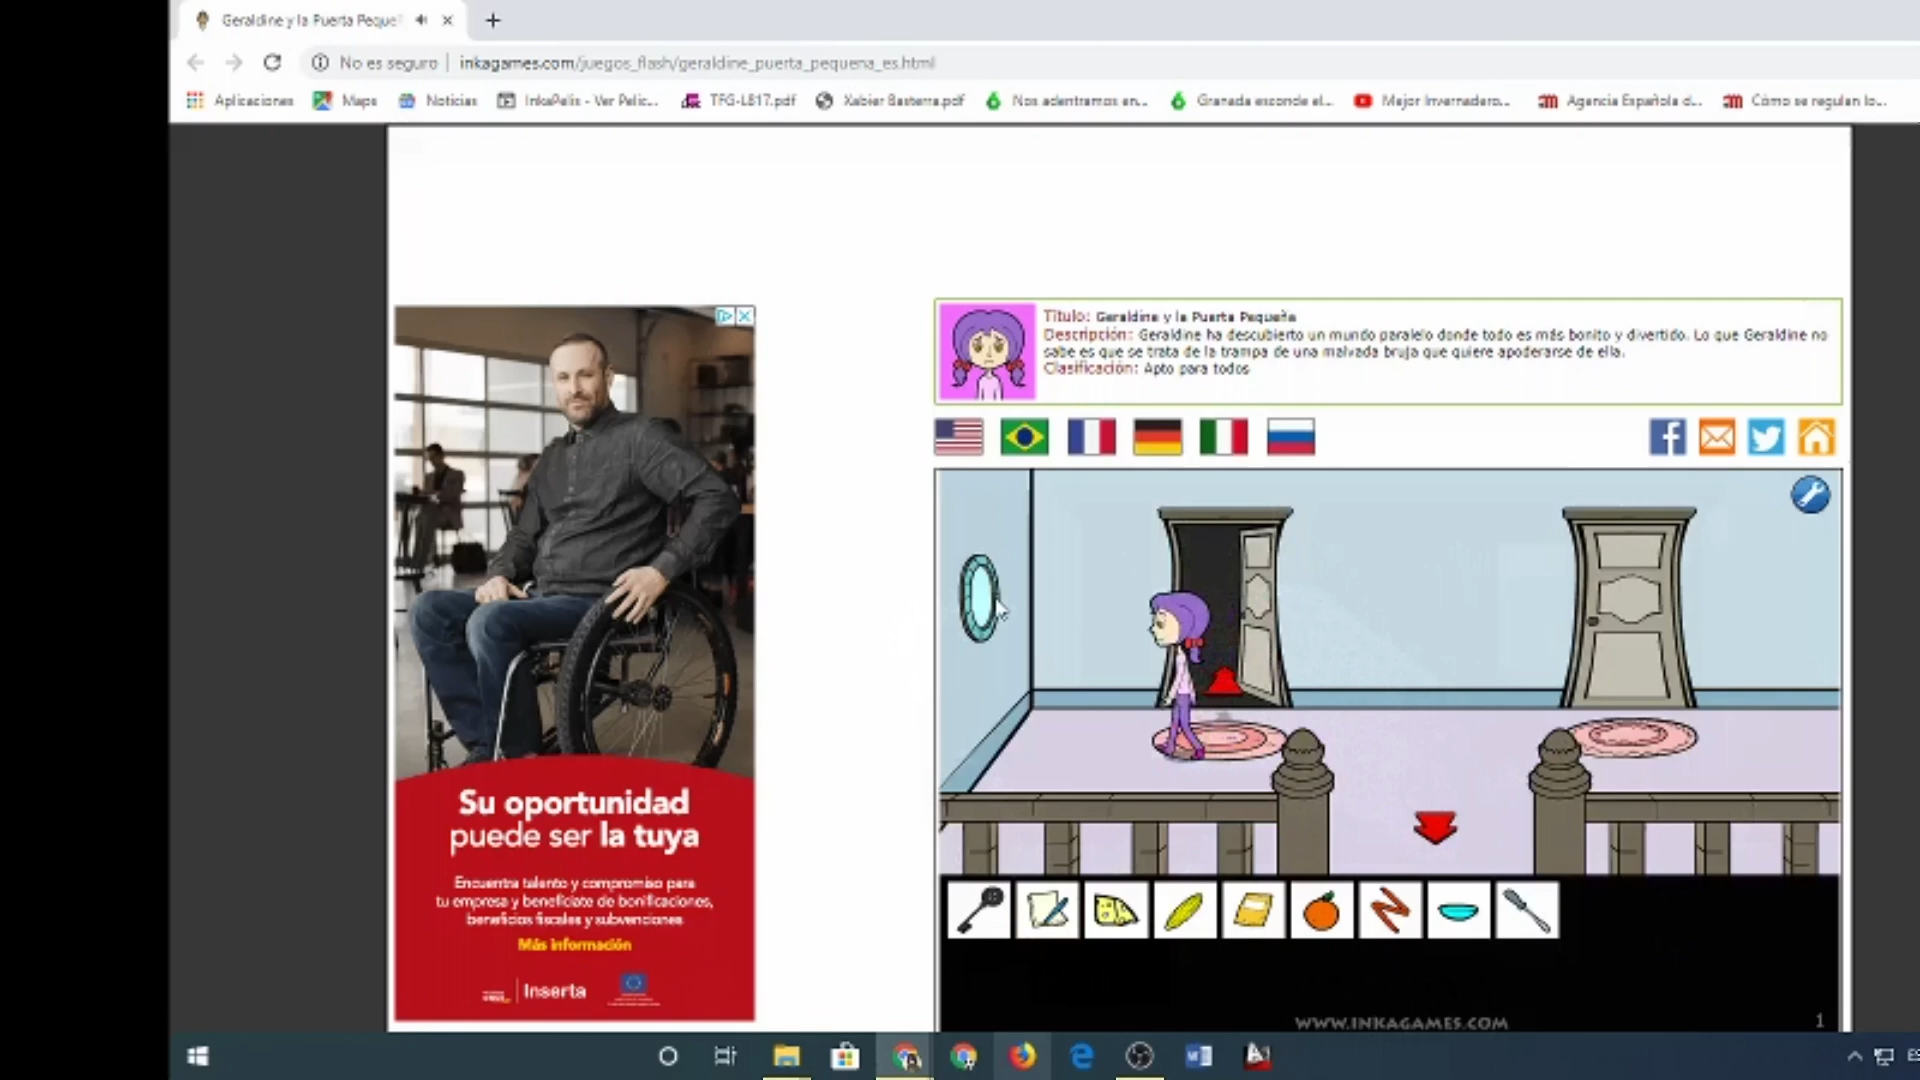 Geraldine y la Puerta Peque
No es seguro | inkagames.com/juegos_flash/geraldine_puerta_pequena_es.html
Aplicaciones Maps Noticias InkaPelis - Ver Pelic... TFG-L817.pdf Xabier Basterra.pdf Nos adentramos en... Granada esconde el... Mejor Invernadero... Agencia Española d... Cómo se regulan lo...
Título: Geraldine y la Puerta Pequeña
Descripción: Geraldine ha descubierto un mundo paralelo donde todo es más bonito y divertido. Lo que Geraldine no
sabe es que se trata de la trampa de una malvada bruja que quiere apoderarse de ella.
Clasificación: Apto para todos
Su oportunidad
puede ser la tuya
Encuentra talento y compromiso para
tu empresa y benefíciate de bonificaciones,
beneficios fiscales y subvenciones
Más información
Inserta
WWW.INKAGAMES.COM
1